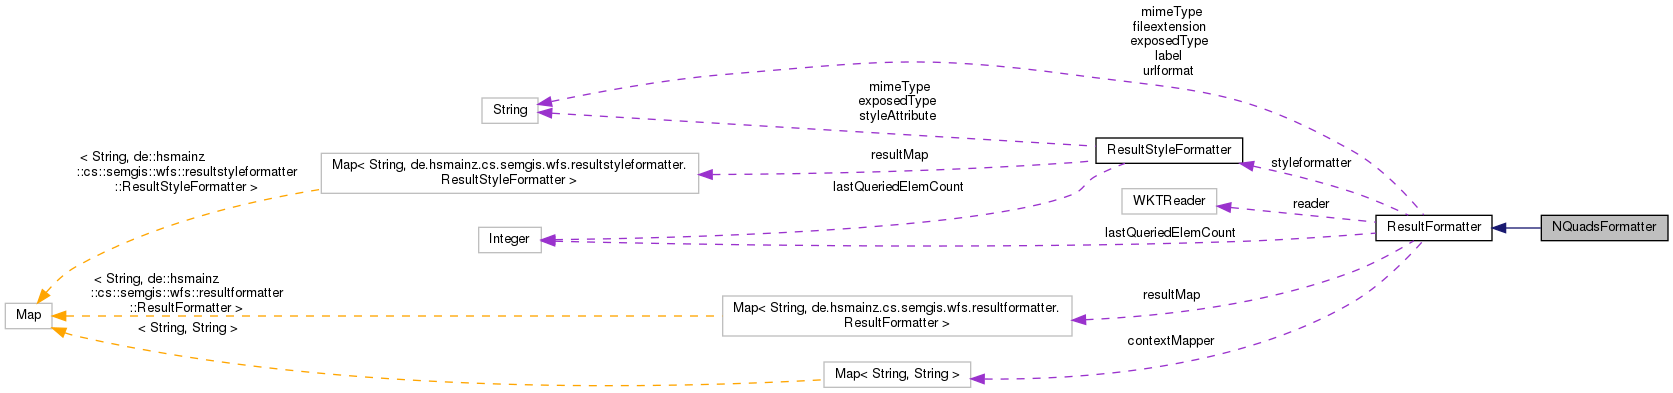 mimeType
fileextension
exposedType
label
urlformat
mimeType
exposedType
styleAttribute
String
ResultStyleFormatter
< String, de::hsmainz
::cs::semgis::wfs::resultstyleformatter
::ResultStyleFormatter >
Map< String, de.hsmainz.cs.semgis.wfs.resultstyleformatter.
ResultStyleFormatter >
resultMap
styleformatter
lastQueriedElemCount
WKTReader
reader
Integer
lastQueriedElemCount
ResultFormatter
NQuadsFormatter
< String, de::hsmainz
::cs::semgis::wfs::resultformatter
::ResultFormatter >
Map
Map< String, de.hsmainz.cs.semgis.wfs.resultformatter.
ResultFormatter >
resultMap
< String, String >
contextMapper
Map< String, String >